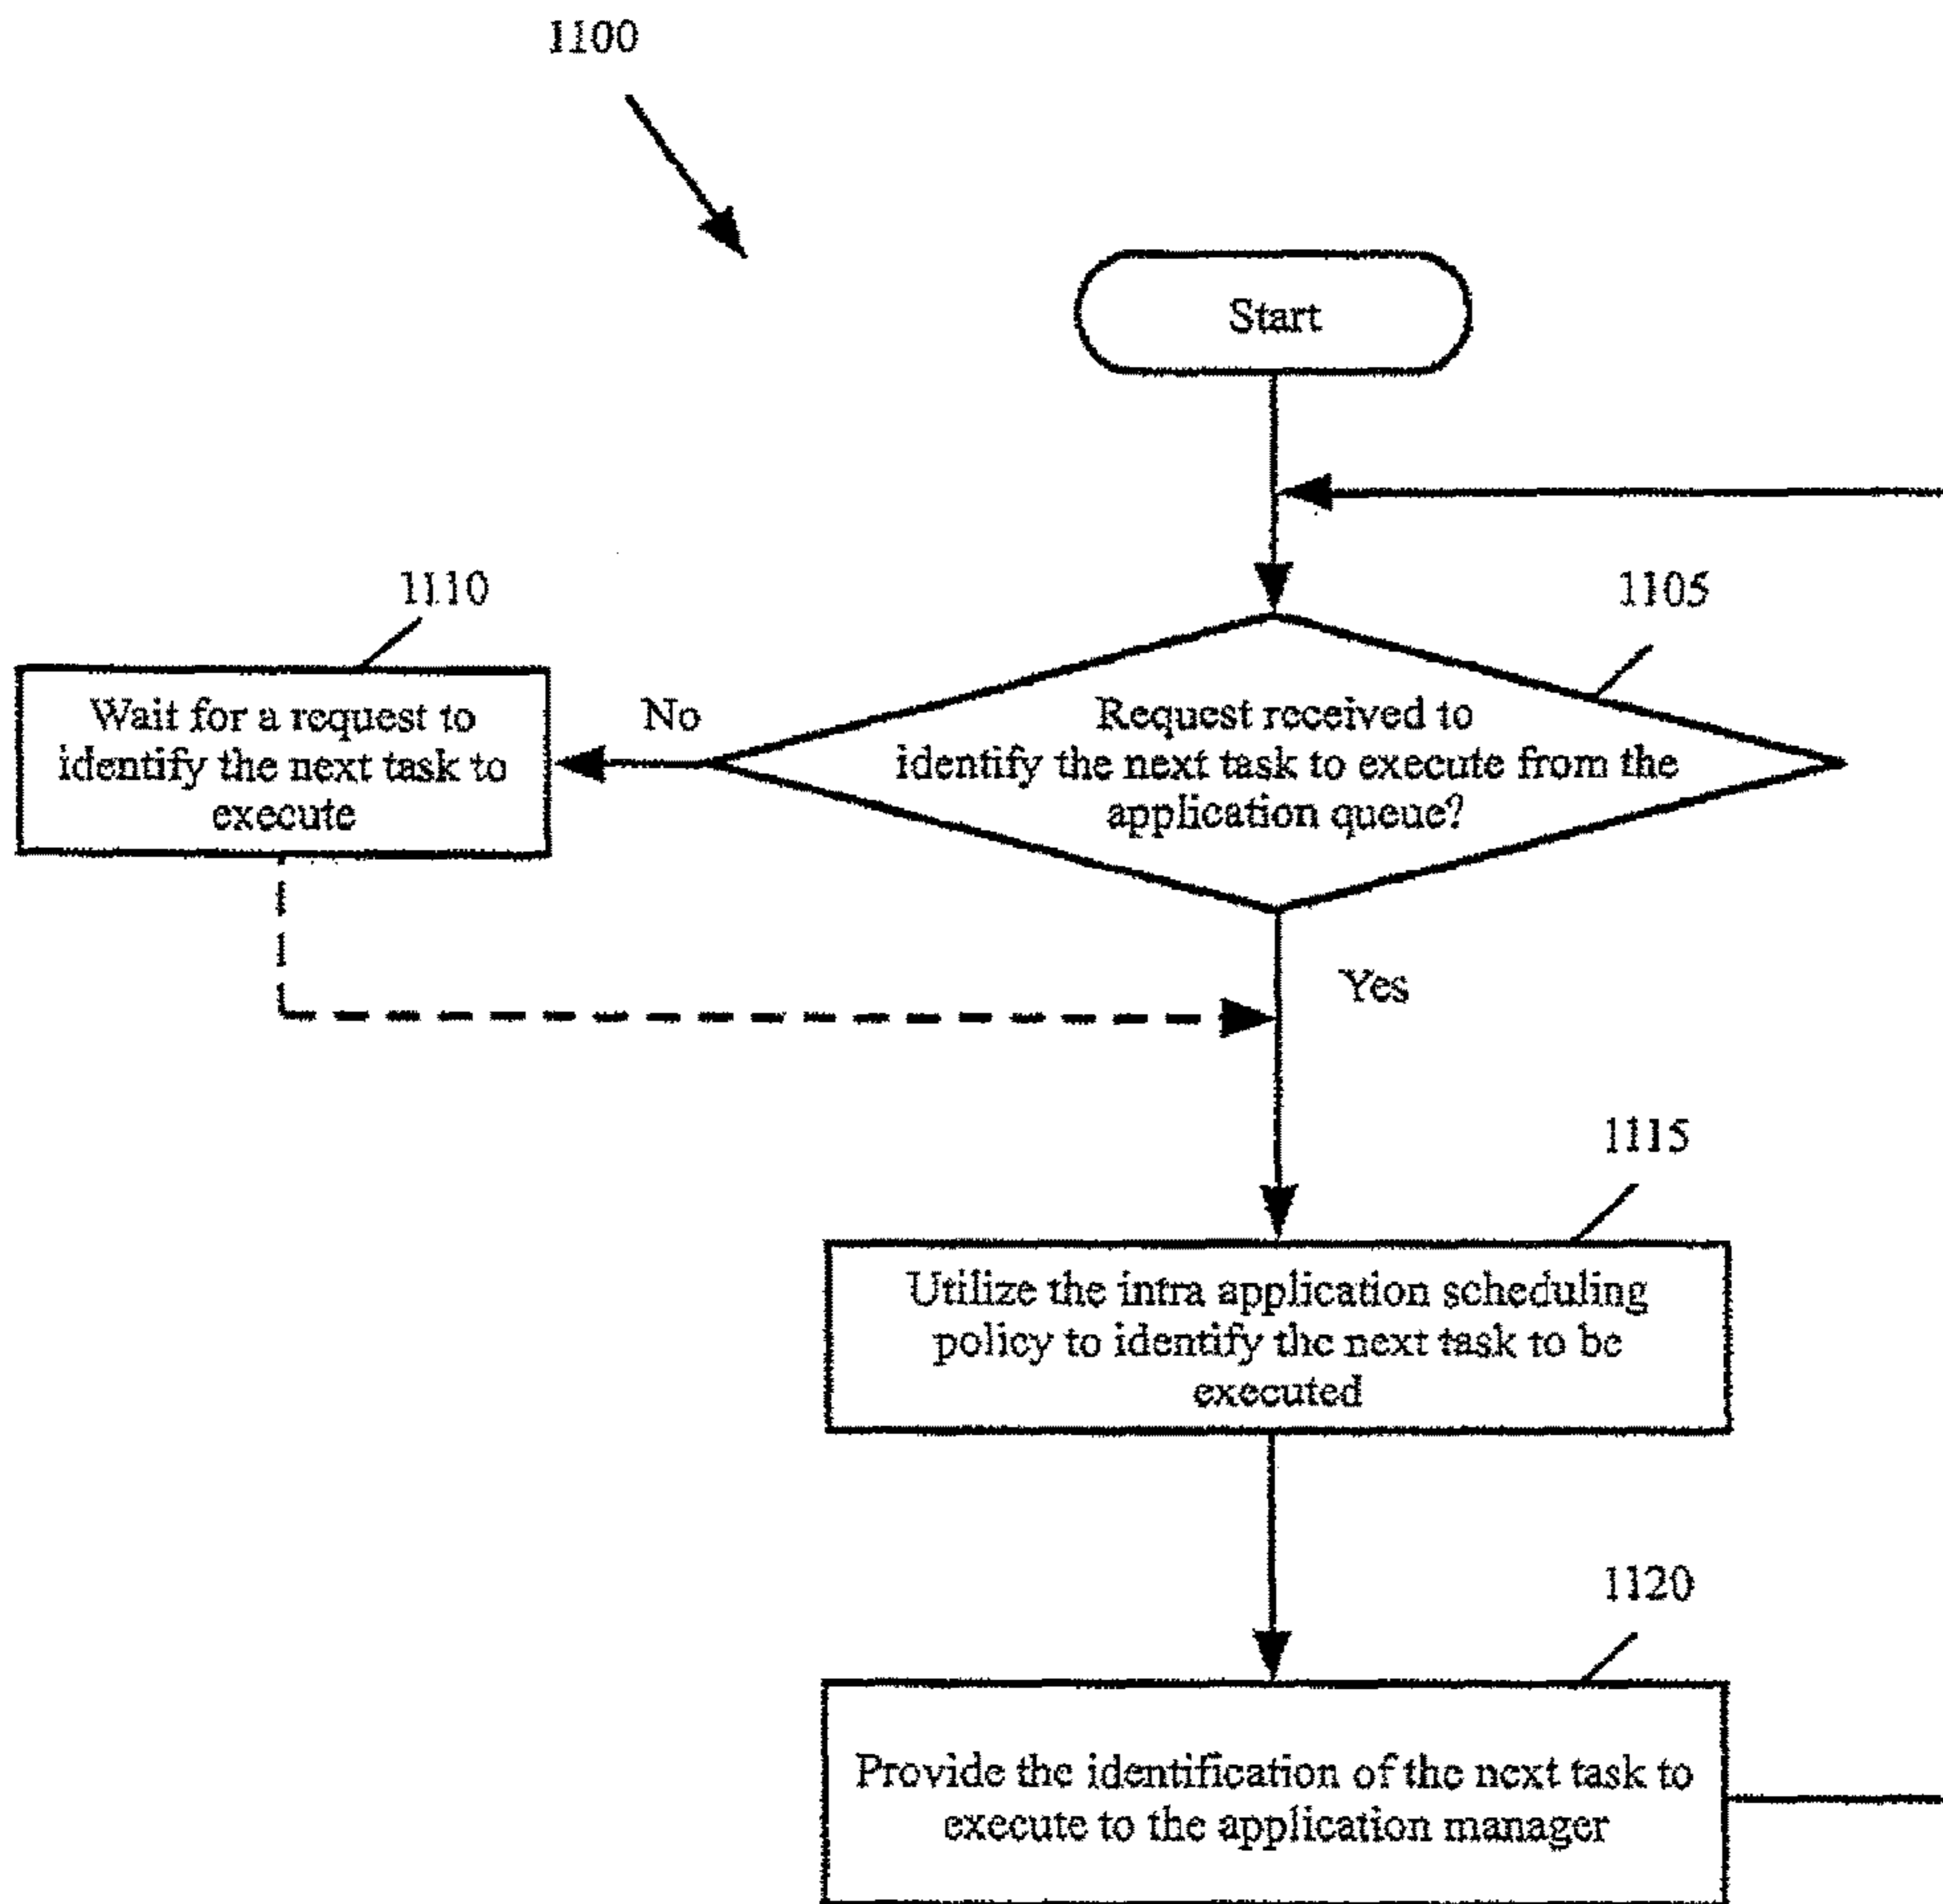 1100
Start
1110
1105
Wait for a request to
identify the next task to
execute
No
Request received to
identify the next task to execute from the
application queue?
Yes
1115
Utilize the intra application scheduling
policy to identify the next task to be
executed
1120
Provide the identification of the next task to
execute to the application manager